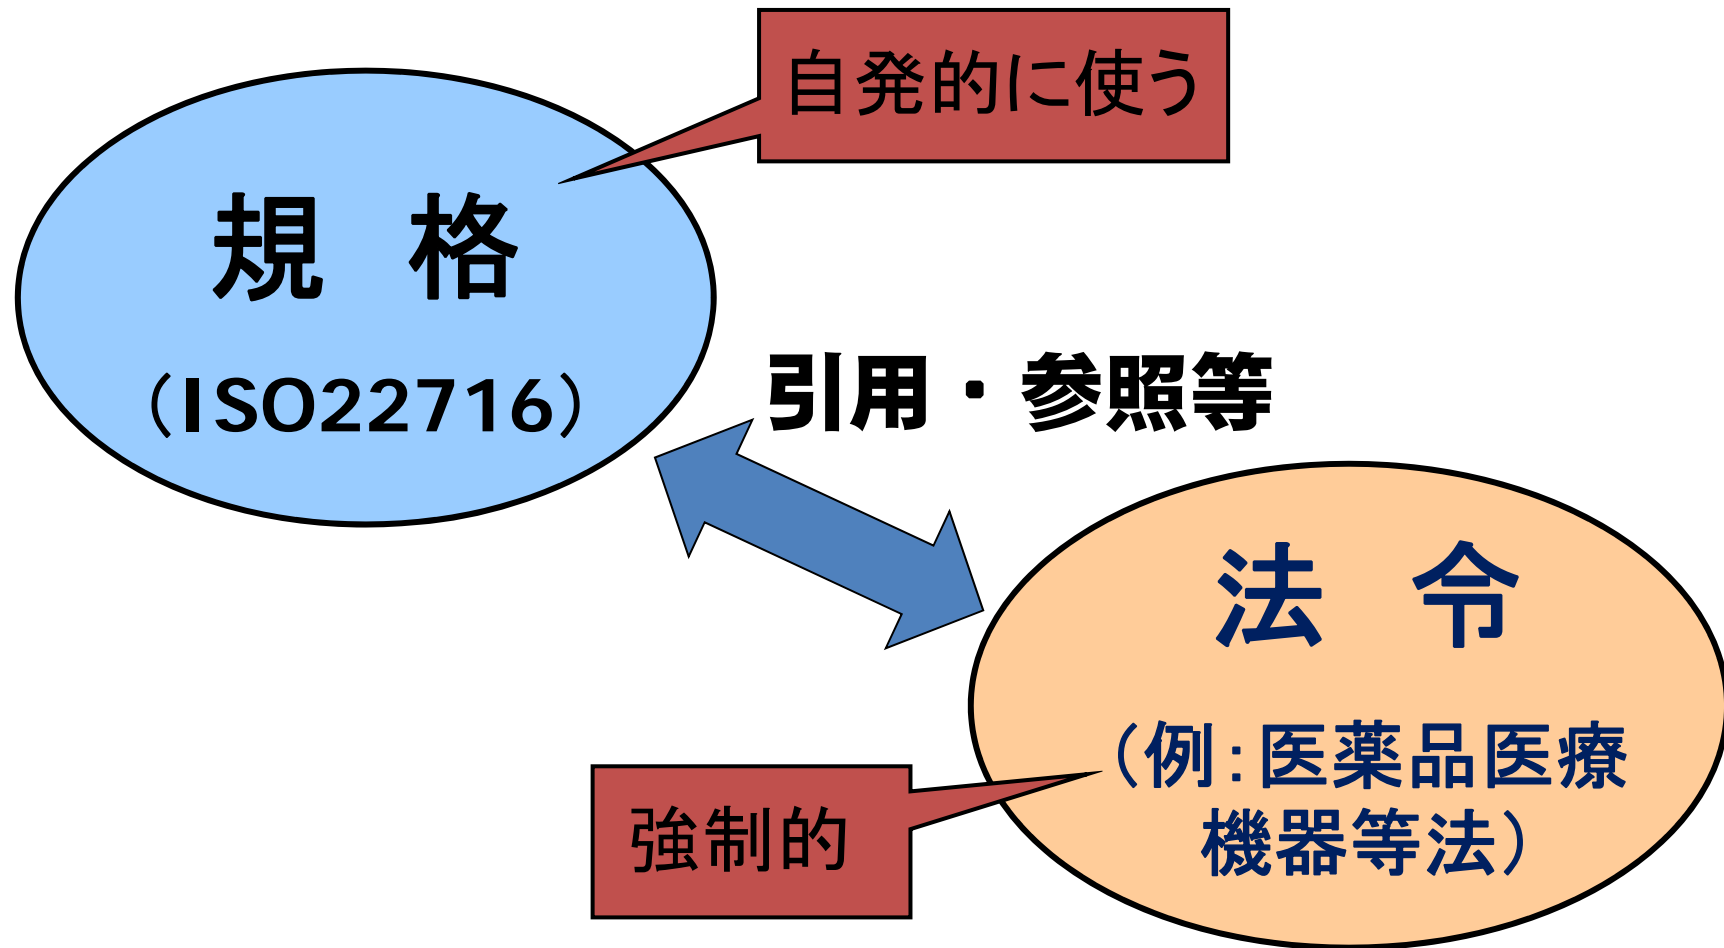 自発的に使う
規　格
（ISO22716）
引用・参照等
法　令
（例：医薬品医療
機器等法）
強制的